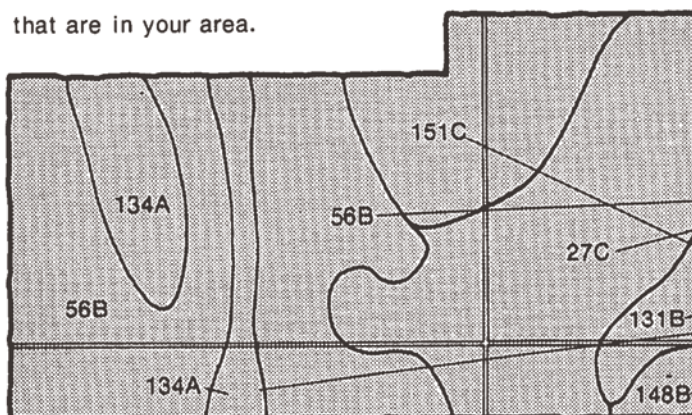 that are in your area.
151C
134A
56B
27C
56B
131B
134A
148B